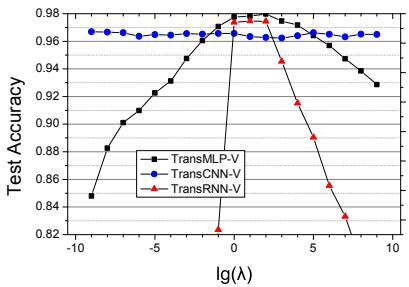 0.98
0.96
0.94
0.92
0.90
0.88
0.86
0.84
0.82
Test Accuracy
TransMLP-V
TransCNN-V
TransRNN-V
-10 -5 0 5 10
lg(λ)